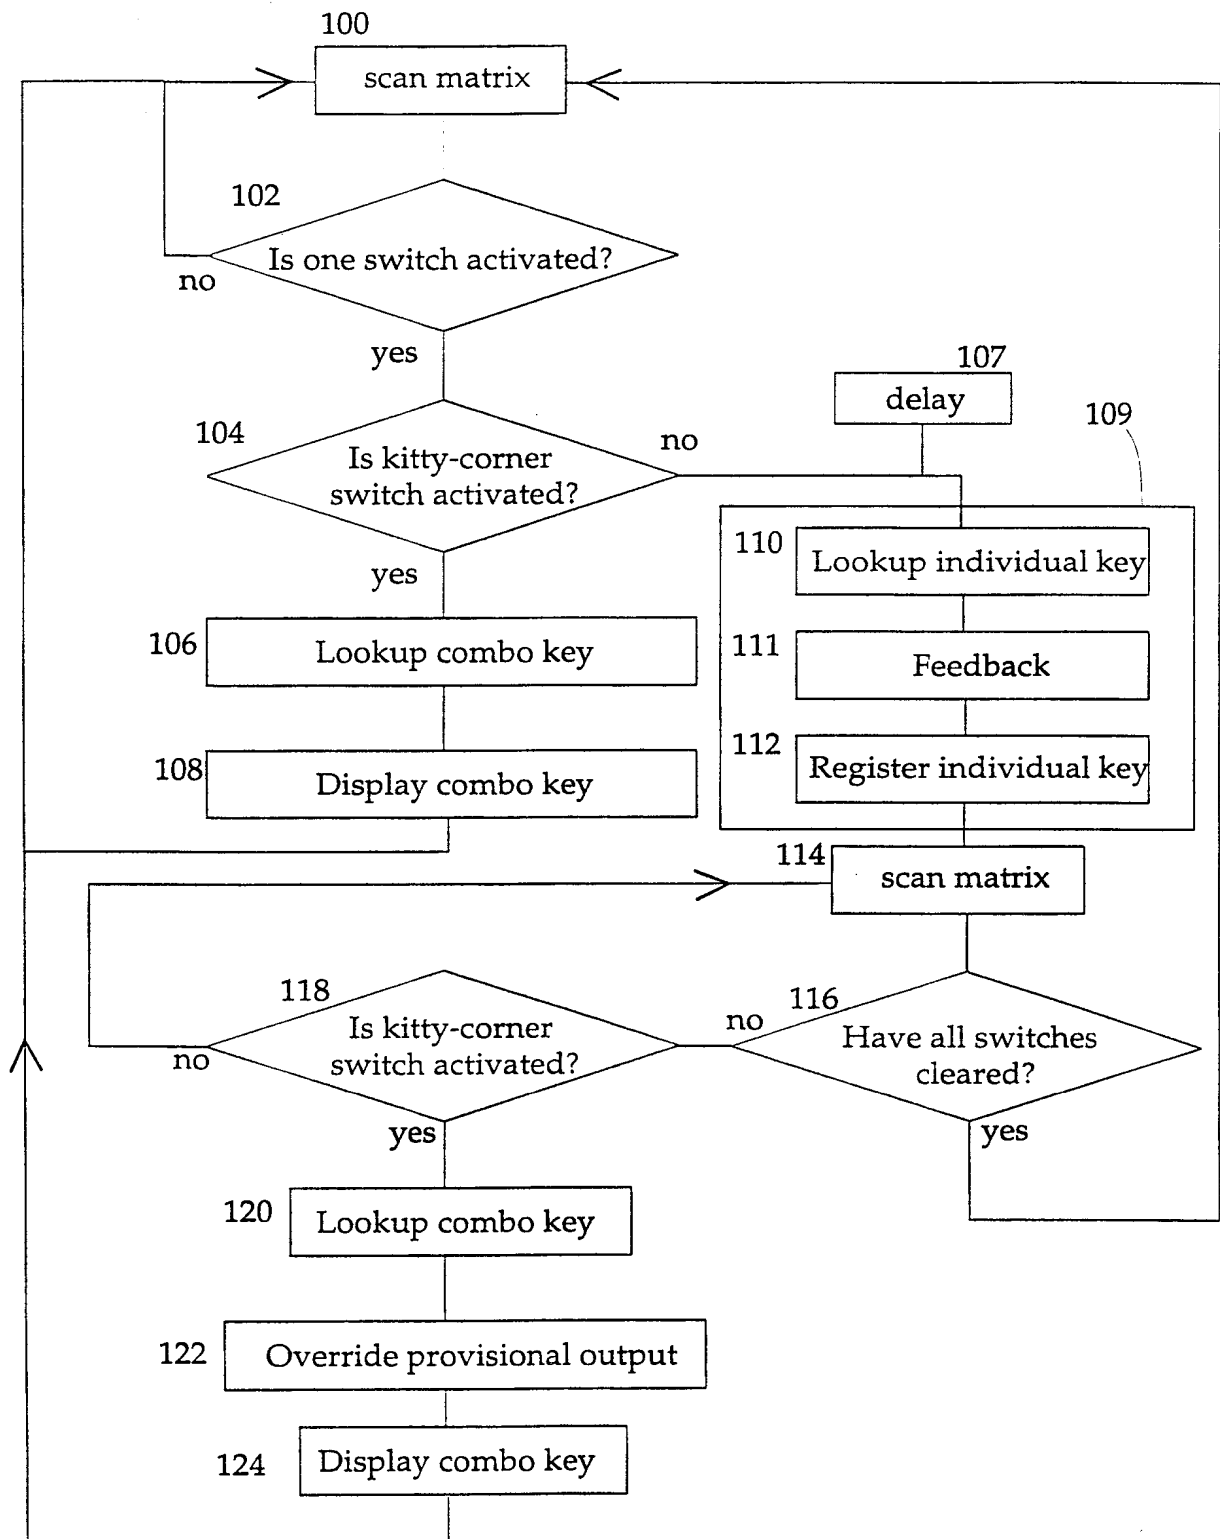 100
scan matrix
102
Is one switch activated?
no
yes
107
delay
109
104
no
Is kitty-corner
switch activated?
yes
110
Lookup individual key
106
Lookup combo key
111
Feedback
112
Register individual key
108
Display combo key
114
scan matrix
118
116
no
Is kitty-corner
switch activated?
no
Have all switches
cleared?
yes
yes
120
Lookup combo key
122
Override provisional output
124
Display combo key